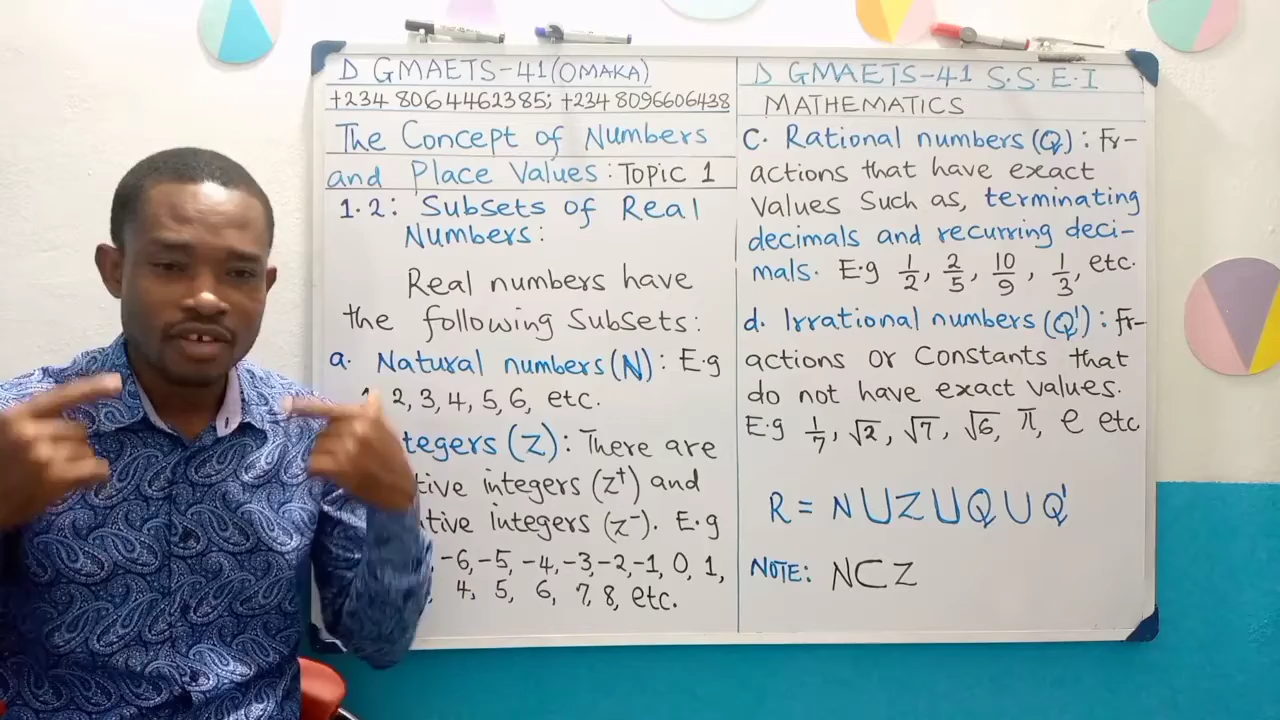 D GMAETS-41(OMAKA)
+234 8064462385; +234 8096606438
The Concept of Numbers
and Place Values: Topic 1
1.2: Subsets of Real
Numbers:
Real numbers have
the following Subsets:
a. Natural numbers (N): E.g
2, 3, 4, 5, 6, etc.
tegers (Z): There are
tive integers (Z⁺) and
tive integers (Z⁻). E.g
-6, -5, -4, -3, -2, -1, 0, 1,
4, 5, 6, 7, 8, etc.
D GMAETS-41 S.S.E.I
MATHEMATICS
C. Rational numbers (Q): Fr-
actions that have exact
Values Such as, terminating
decimals and recurring deci-
mals. E.g 1/2, 2/5, 10/9, 1/3, etc.
d. Irrational numbers (Q'): Fr-
actions or Constants that
do not have exact values.
E.g 1/7, √2, √7, √6, π, e etc
R = N U Z U Q U Q'
NOTE: N⊂Z